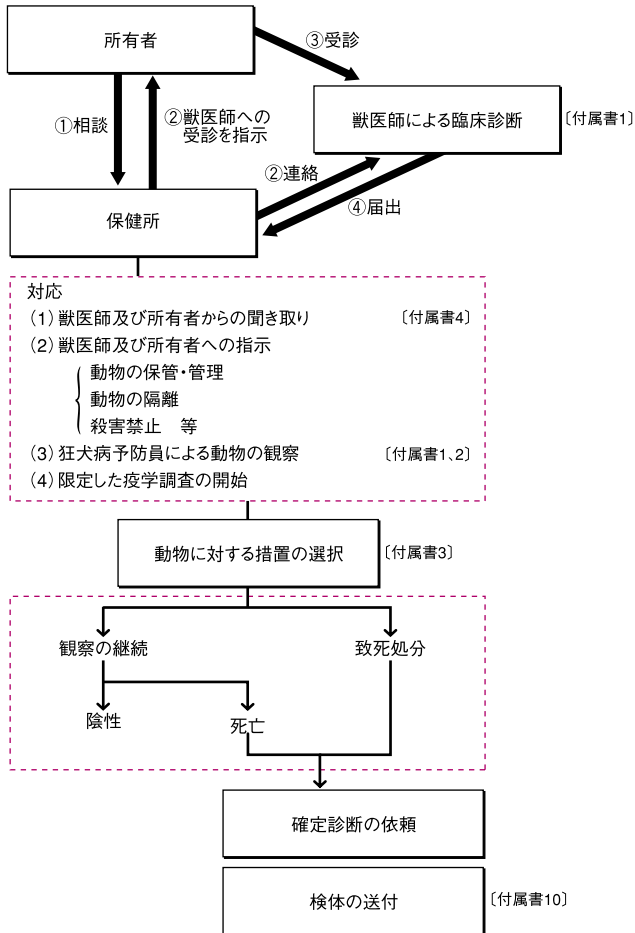 所有者
③受診
①相談
②獣医師への
受診を指示
獣医師による臨床診断
〔付属書1〕
②連絡
④届出
保健所
対応
(1)獣医師及び所有者からの聞き取り 〔付属書4〕
(2)獣医師及び所有者への指示
動物の保管・管理
動物の隔離
殺害禁止 等
(3)狂犬病予防員による動物の観察 〔付属書1、2〕
(4)限定した疫学調査の開始
動物に対する措置の選択 〔付属書3〕
観察の継続 致死処分
陰性 死亡
確定診断の依頼
検体の送付 〔付属書10〕